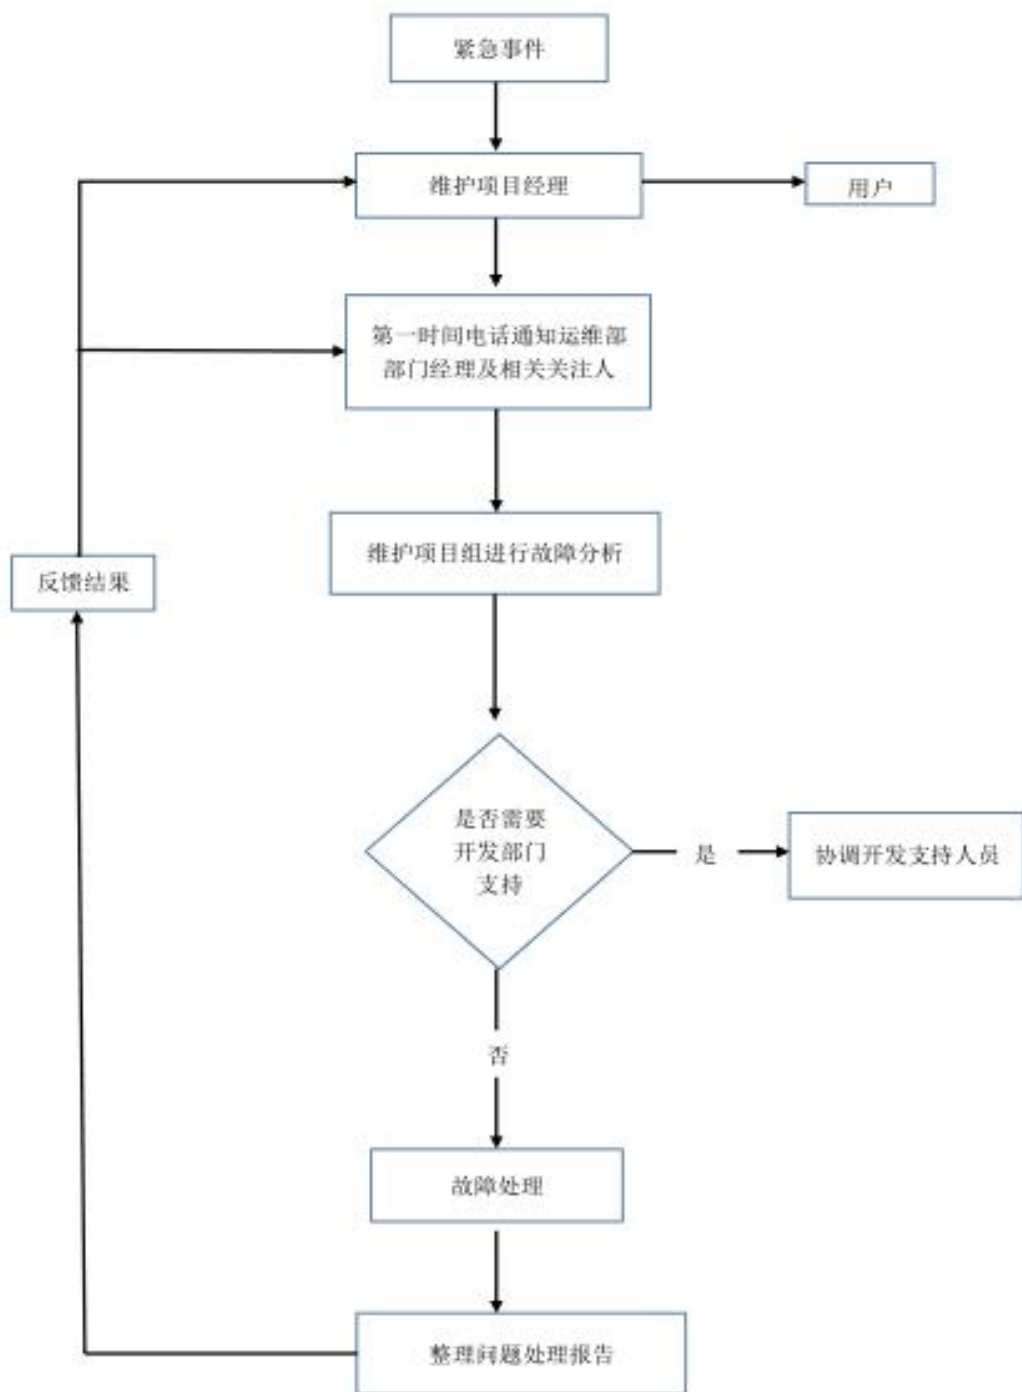 紧急事件
维护项目经理
用户
第一时间电话通知运维部
部门经理及相关关注人
维护项目组进行故障分析
反馈结果
是否需要
开发部门
支持
是
协调开发支持人员
否
故障处理
整理问题处理报告